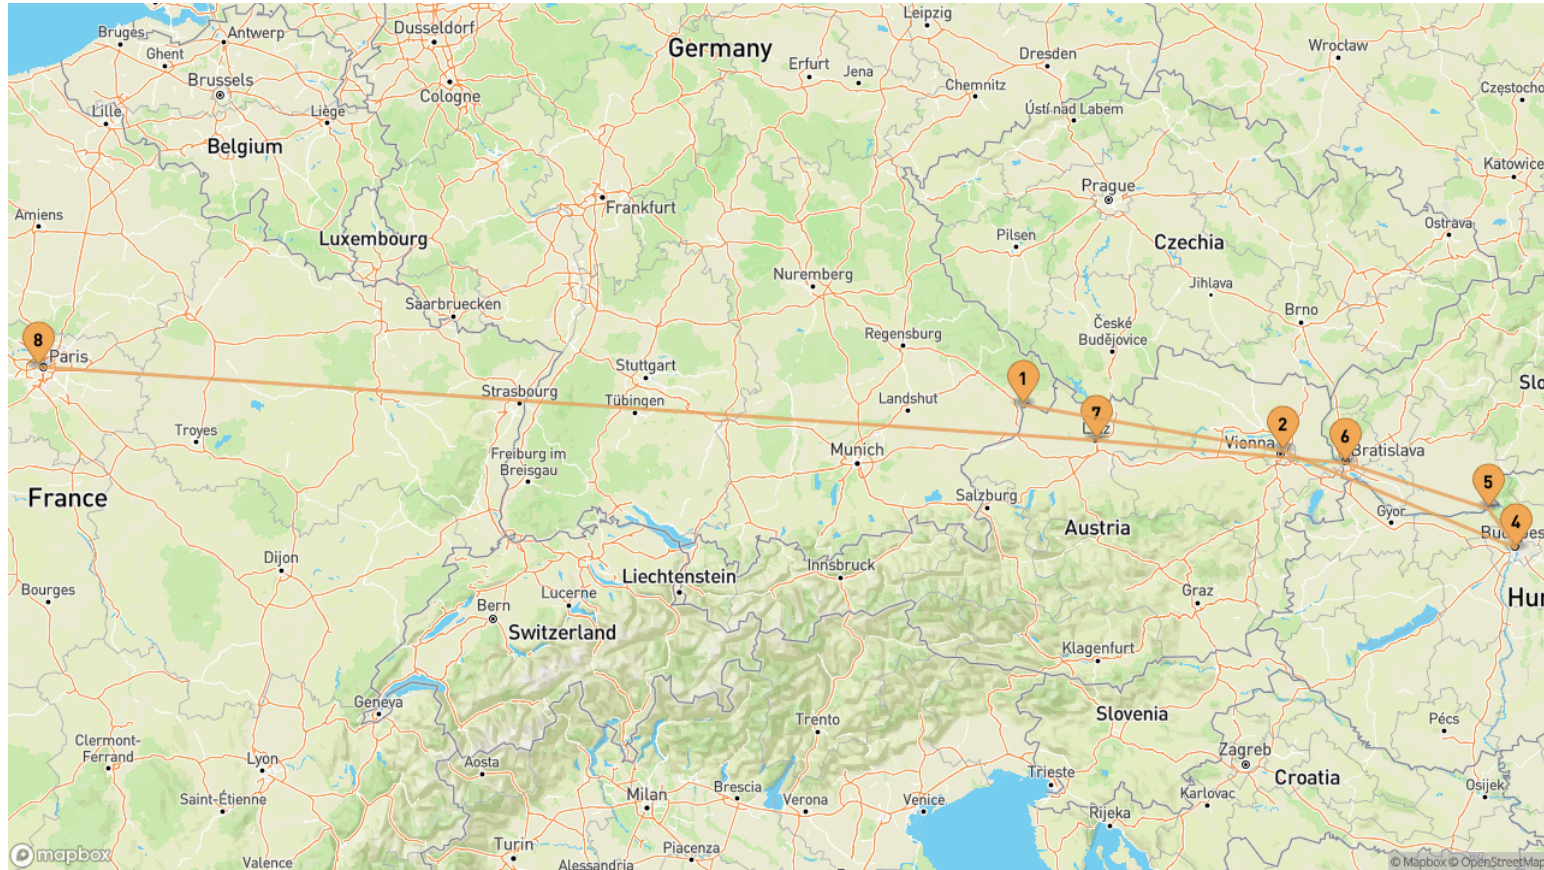 Leipzig
Bruges
Antwerp
Dusseldorf
Germany
Wrocław
Ghent
Dresden
Erfurt
Jena
Brussels
Chemnitz
Cologne
Częstocho
Lille
Liège
Ústí nad Labem
Belgium
Katowice
Prague
Frankfurt
Amiens
Ostrava
Luxembourg
Pilsen
Czechia
Nuremberg
Jihlava
Saarbruecken
Brno
České
Budějovice
Regensburg
8
Paris
Stuttgart
1
Slo
Strasbourg
Tübingen
Landshut
7
2
Troyes
Vienna
6
Bratislava
Munich
Freiburg im
Breisgau
5
France
Salzburg
Gyor
4
Austria
Dijon
Innsbruck
Liechtenstein
Bourges
Lucerne
Graz
Hun
Bern
Switzerland
Klagenfurt
Geneva
Slovenia
Trento
Pécs
Clermont-
Ferrand
Lyon
Aosta
Zagreb
Trieste
Croatia
Brescia
Osijek
Milan
Verona
Venice
Karlovac
Saint-Étienne
Rijeka
Turin
Piacenza
mapbox
Valence
Alessandria
© Mapbox © OpenStreetMap